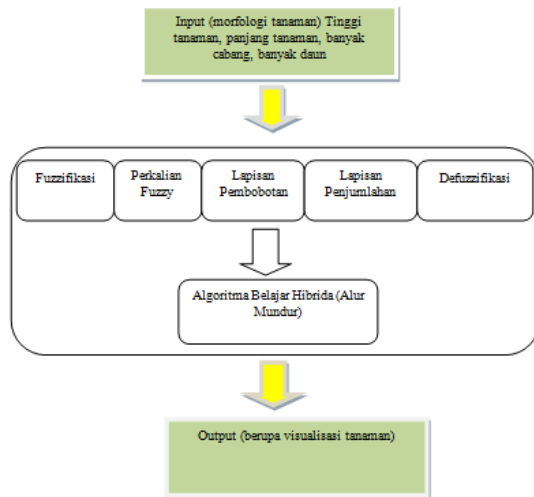 Input (morfologi tanaman) Tinggi
tanaman, panjang tanaman, banyak
cabang, banyak daun
Fuzzifikasi
Perkalian
Fuzzy
Lapisan
Pembobotan
Lapisan
Penjumlahan
Defuzzifikasi
Algoritma Belajar Hibrida (Alur
Mundur)
Output (berupa visualisasi tanaman)